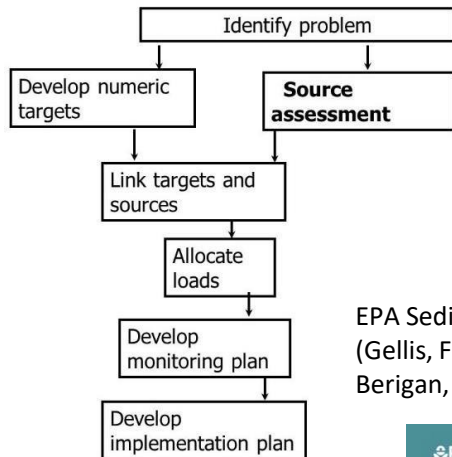 Identify problem
Develop numeric
targets
Source
assessment
Link targets and
sources
Allocate
loads
Develop
monitoring plan
Develop
implementation plan
EPA Sedi
(Gellis, F
Berigan,